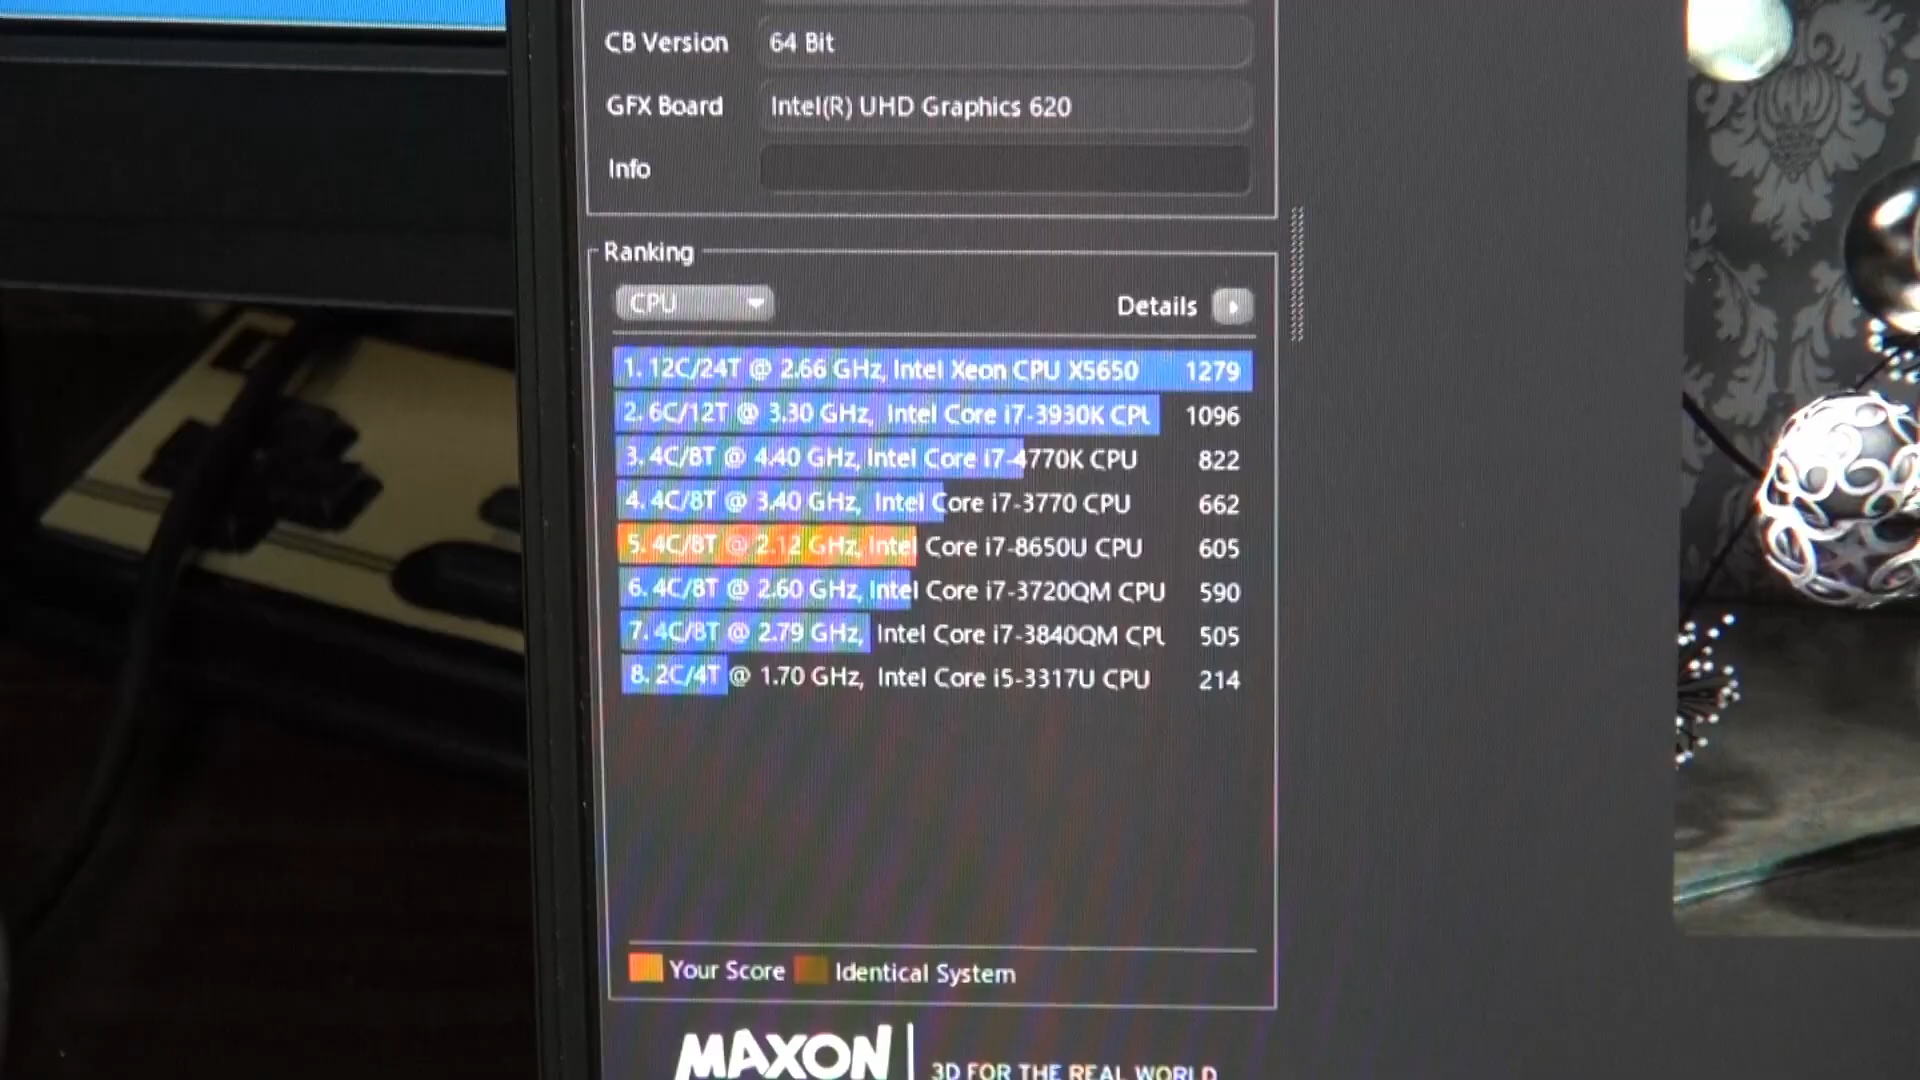 CB Version 64 Bit
GFX Board Intel(R) UHD Graphics 620
Info
Ranking
CPU Details
1. 12C/24T @ 2.66 GHz, Intel Xeon CPU X5650 1279
2. 6C/12T @ 3.30 GHz, Intel Core i7-3930K CPU 1096
3. 4C/8T @ 4.40 GHz, Intel Core i7-4770K CPU 822
4. 4C/8T @ 3.40 GHz, Intel Core i7-3770 CPU 662
5. 4C/8T @ 2.12 GHz, Intel Core i7-8650U CPU 605
6. 4C/8T @ 2.60 GHz, Intel Core i7-3720QM CPU 590
7. 4C/8T @ 2.79 GHz, Intel Core i7-3840QM CPU 505
8. 2C/4T @ 1.70 GHz, Intel Core i5-3317U CPU 214
Your Score Identical System
MAXON 3D FOR THE REAL WORLD